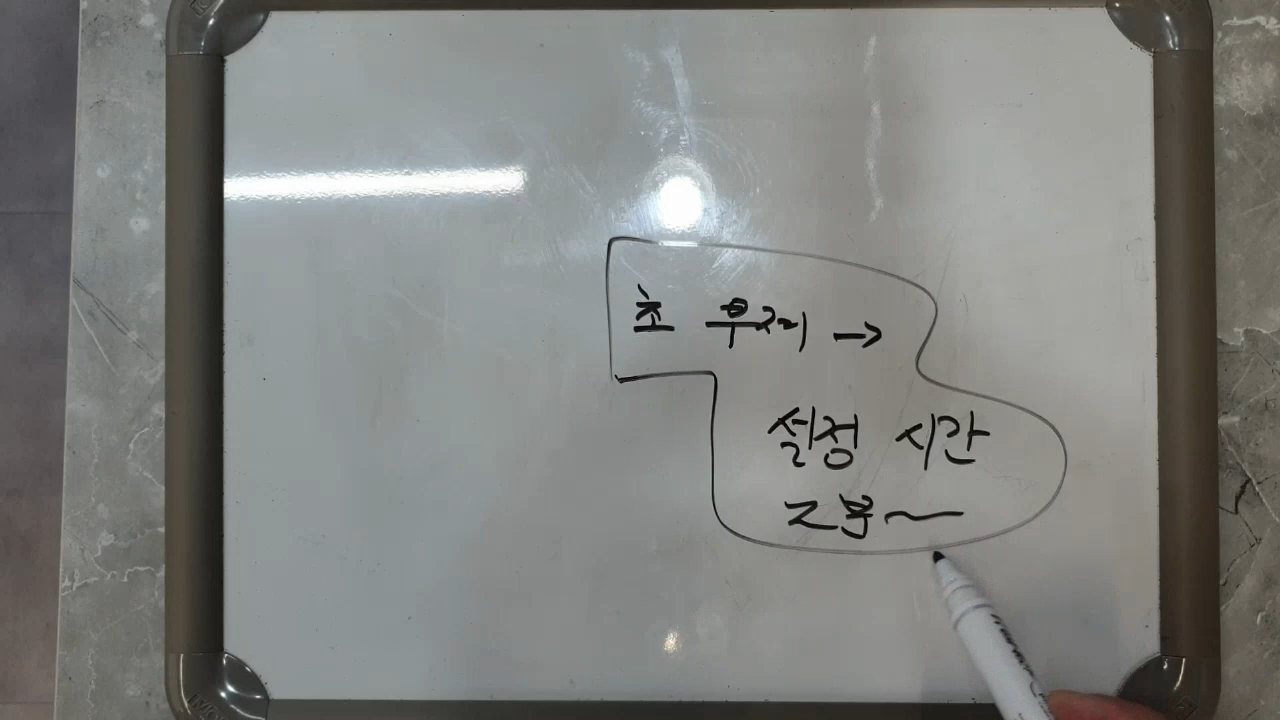 초 우리 →
설정 시간
2분~